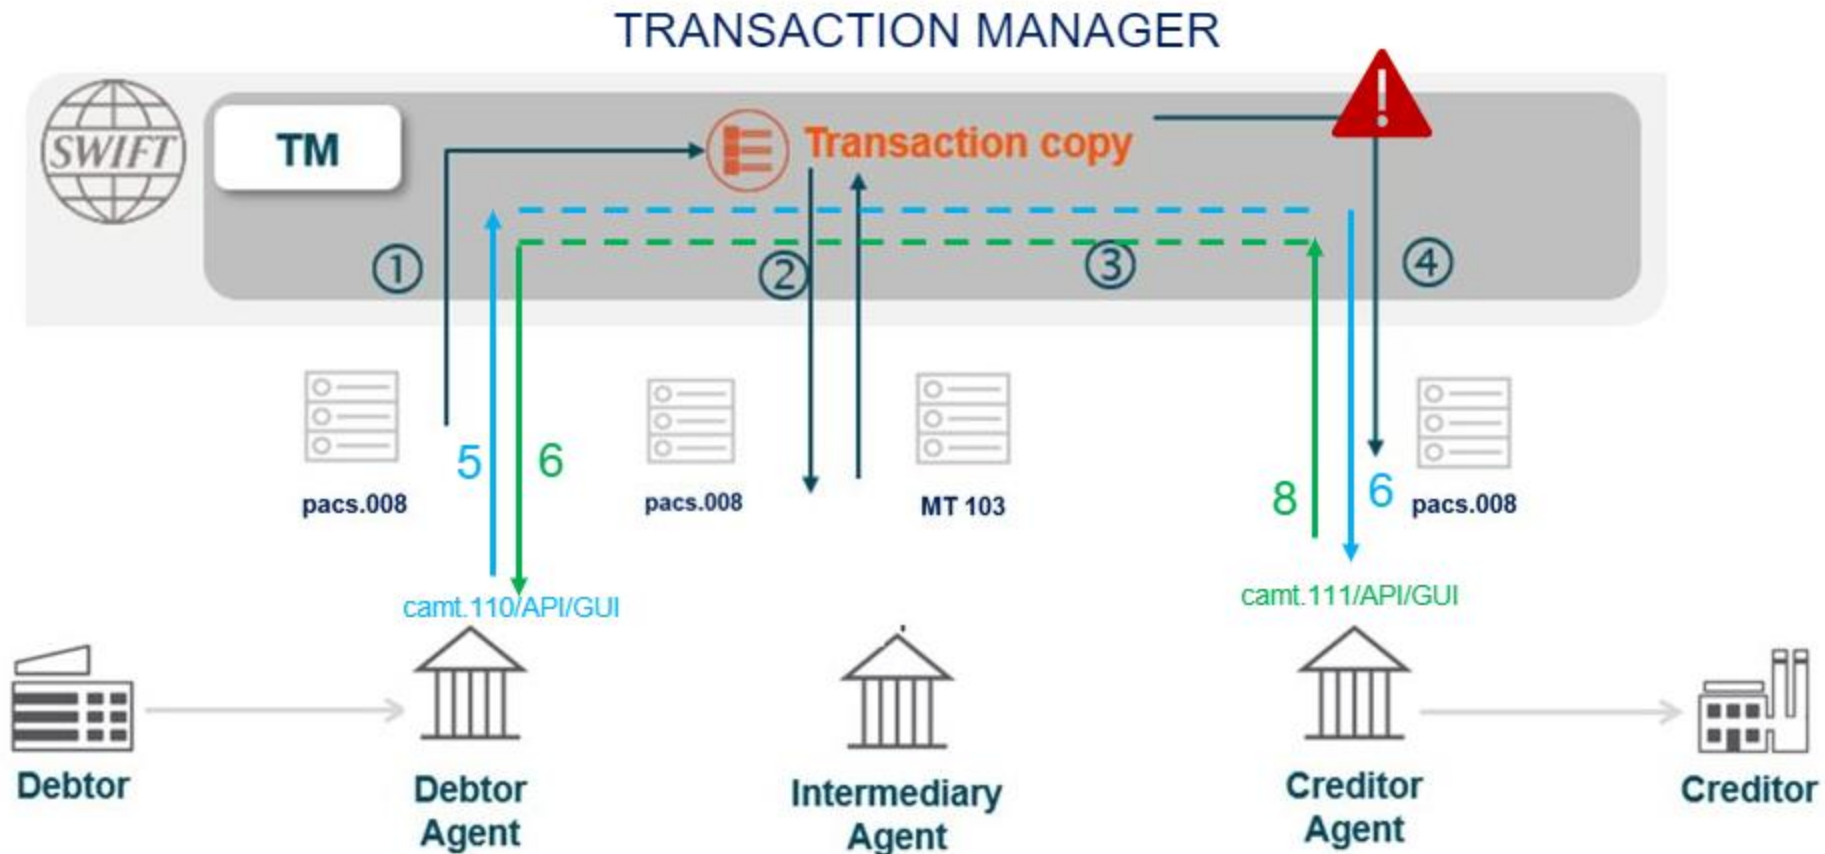 TRANSACTION MANAGER
SWIFT
TM
Transaction copy
①
②
③
④
pacs.008
5
6
pacs.008
MT 103
8
6
pacs.008
camt.110/API/GUI
camt.111/API/GUI
Debtor
Debtor
Agent
Intermediary
Agent
Creditor
Agent
Creditor